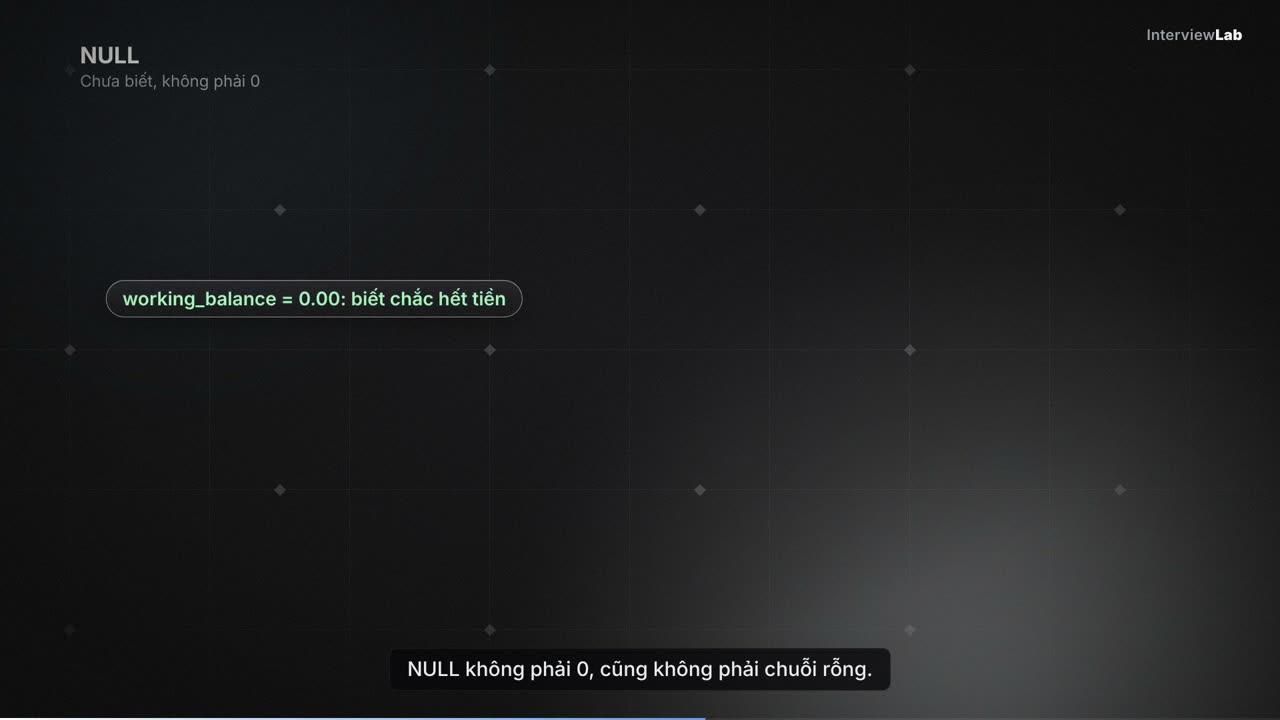 NULL
Chưa biết, không phải 0
InterviewLab
working_balance = 0.00: biết chắc hết tiền
NULL không phải 0, cũng không phải chuỗi rỗng.